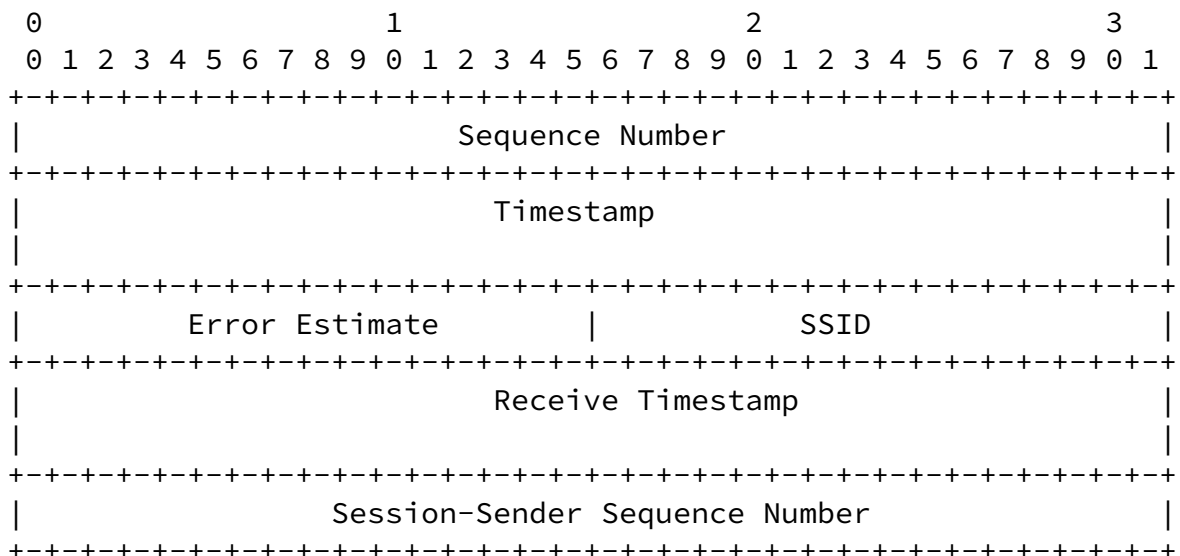 0                   1                   2                   3
 0 1 2 3 4 5 6 7 8 9 0 1 2 3 4 5 6 7 8 9 0 1 2 3 4 5 6 7 8 9 0 1
+-+-+-+-+-+-+-+-+-+-+-+-+-+-+-+-+-+-+-+-+-+-+-+-+-+-+-+-+-+-+-+-+
|                        Sequence Number                        |
+-+-+-+-+-+-+-+-+-+-+-+-+-+-+-+-+-+-+-+-+-+-+-+-+-+-+-+-+-+-+-+-+
|                          Timestamp                            |
|                                                               |
+-+-+-+-+-+-+-+-+-+-+-+-+-+-+-+-+-+-+-+-+-+-+-+-+-+-+-+-+-+-+-+-+
|         Error Estimate        |           SSID                |
+-+-+-+-+-+-+-+-+-+-+-+-+-+-+-+-+-+-+-+-+-+-+-+-+-+-+-+-+-+-+-+-+
|                          Receive Timestamp                    |
|                                                               |
+-+-+-+-+-+-+-+-+-+-+-+-+-+-+-+-+-+-+-+-+-+-+-+-+-+-+-+-+-+-+-+-+
|                 Session-Sender Sequence Number                |
+-+-+-+-+-+-+-+-+-+-+-+-+-+-+-+-+-+-+-+-+-+-+-+-+-+-+-+-+-+-+-+-+